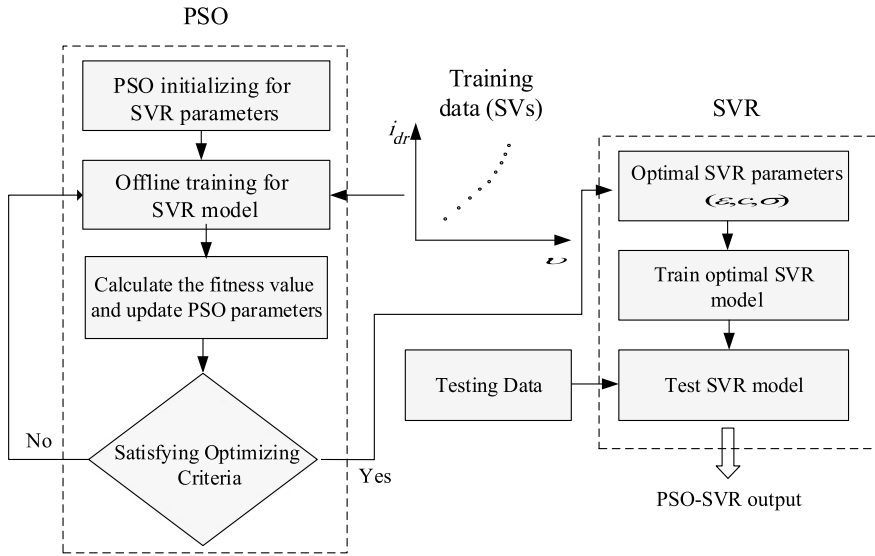 PSO
PSO initializing for
SVR parameters
Offline training for
SVR model
Calculate the fitness value
and update PSO parameters
Satisfying Optimizing
Criteria
No
Yes
Training
data (SVs)
i_dr
υ
Testing Data
SVR
Optimal SVR parameters
(ε,c,σ)
Train optimal SVR
model
Test SVR model
PSO-SVR output